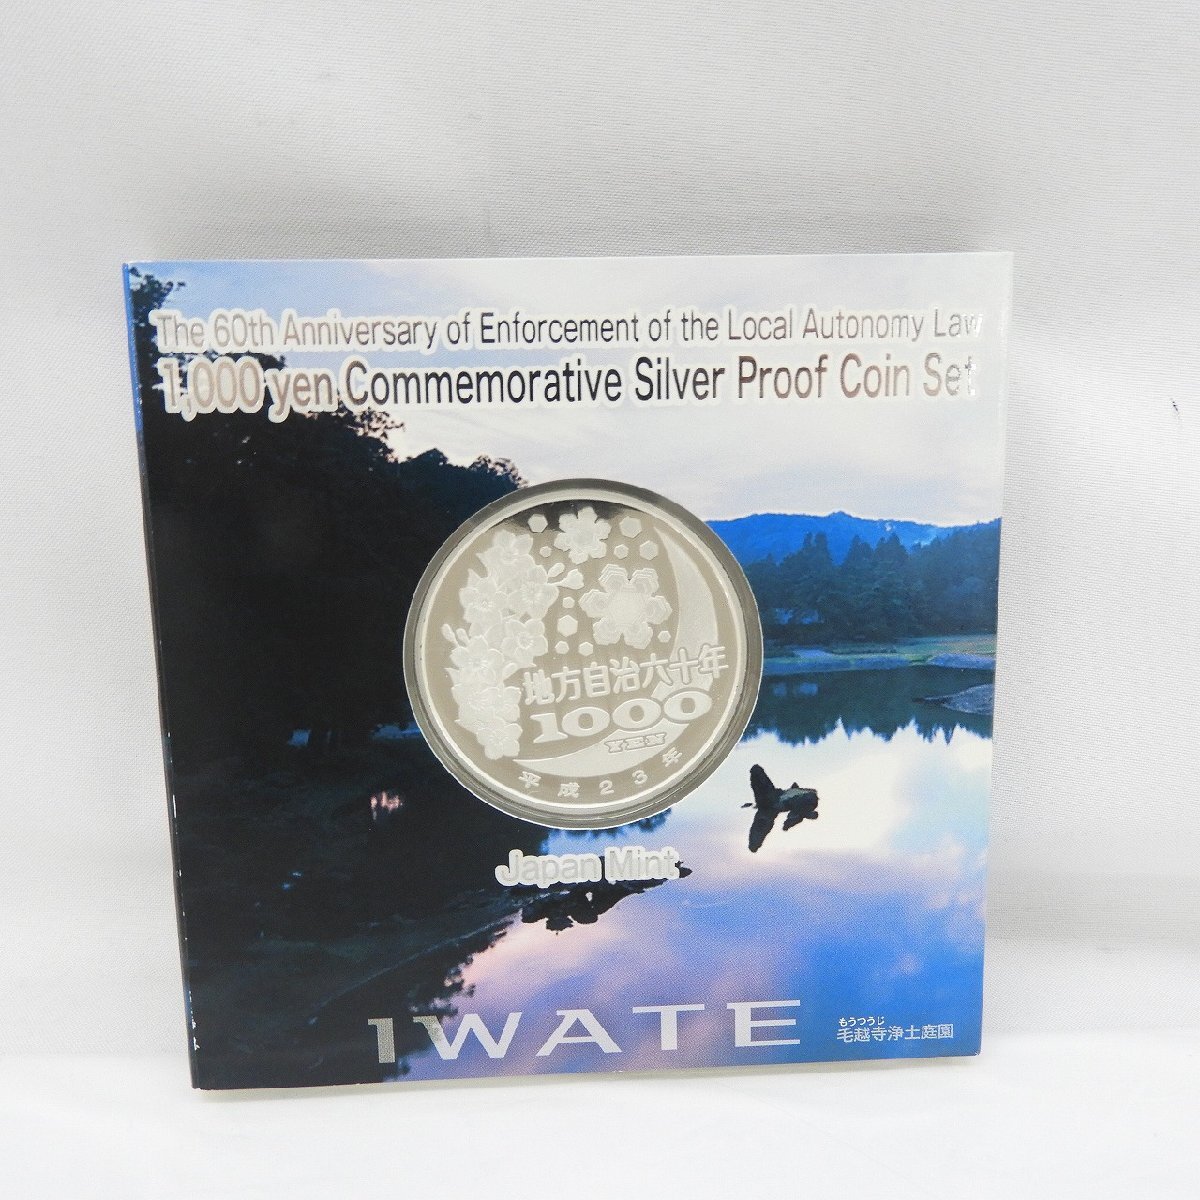 The 60th Anniversary of Enforcement of the Local Autonomy Law
1,000 yen Commemorative Silver Proof Coin Set
地方自治六十年
1000
YEN
平成23年
Japan Mint
IWATE
もうつうじ
毛越寺浄土庭園